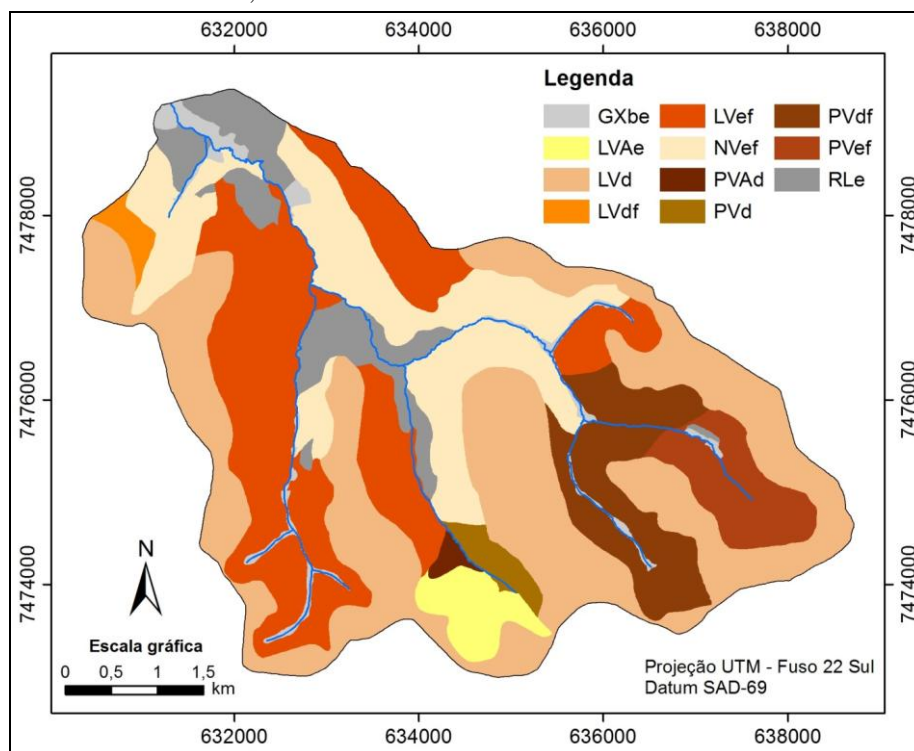 632000 634000 636000 638000
Legenda
GXbe LVef PVdf
LVAe NVef PVef
LVd PVAd RLe
LVdf PVd
7478000 7478000
7476000 7476000
7474000 7474000
N
Escala gráfica
0 0,5 1 1,5
km
Projeção UTM - Fuso 22 Sul
Datum SAD-69
632000 634000 636000 638000